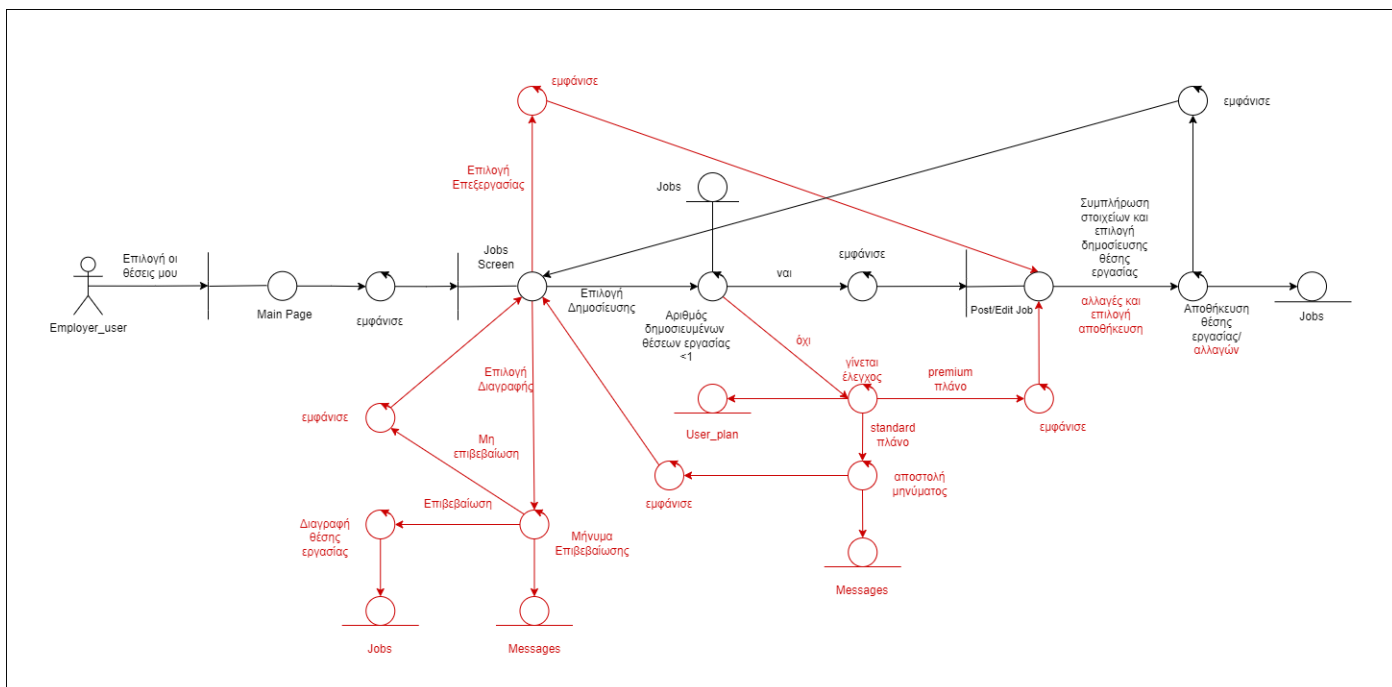 εμφάνισε
εμφάνισε
Επιλογή
Επεξεργασίας
Jobs
Συμπλήρωση
στοιχείων και
επιλογή
δημοσίευσης
θέσης
εργασίας
Επιλογή οι
θέσεις μου
Jobs
Screen
ναι
εμφάνισε
Employer_user
Main Page
εμφάνισε
Επιλογή
Δημοσίευσης
Αριθμός
δημοσιευμένων
θέσεων εργασίας
<1
Post/Edit Job
αλλαγές και
επιλογή
αποθήκευση
Αποθήκευση
θέσης
εργασίας/
αλλαγών
Jobs
όχι
Επιλογή
Διαγραφής
γίνεται
έλεγχος
premium
πλάνο
εμφάνισε
User_plan
standard
πλάνο
εμφάνισε
Μη
επιβεβαίωση
εμφάνισε
αποστολή
μηνύματος
Επιβεβαίωση
Διαγραφή
θέσης
εργασίας
Μήνυμα
Επιβεβαίωσης
Messages
Jobs
Messages